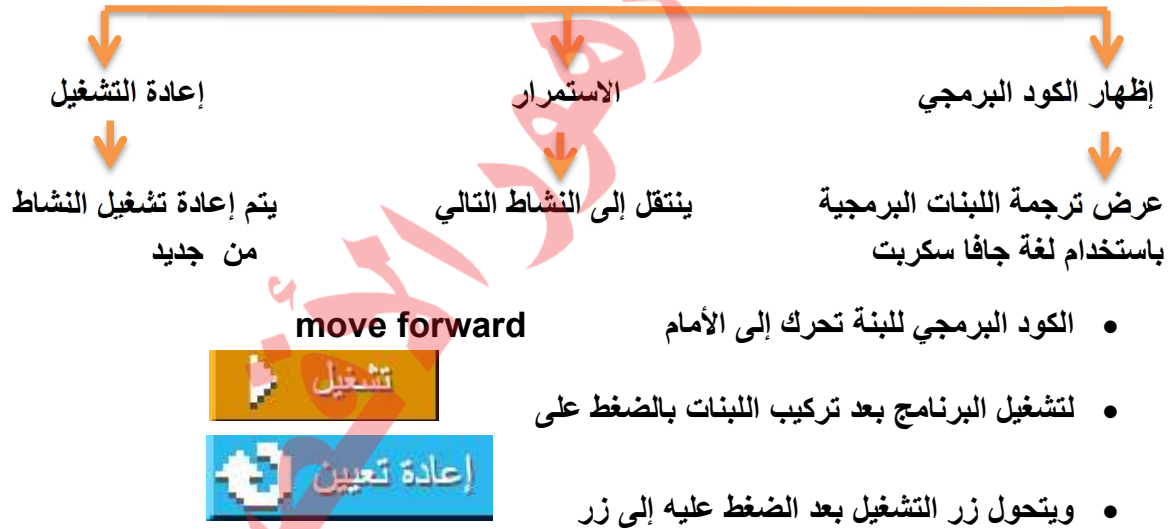 إظهار الكود البرمجي الاستمرار إعادة التشغيل
عرض ترجمة اللبنات البرمجية ينتقل إلى النشاط التالي يتم إعادة تشغيل النشاط
باستخدام لغة جافا سكربت من جديد
• الكود البرمجي للبنة تحرك إلى الأمام move forward
• لتشغيل البرنامج بعد تركيب اللبنات بالضغط على تشغيل
• ويتحول زر التشغيل بعد الضغط عليه إلى زر إعادة تعيين